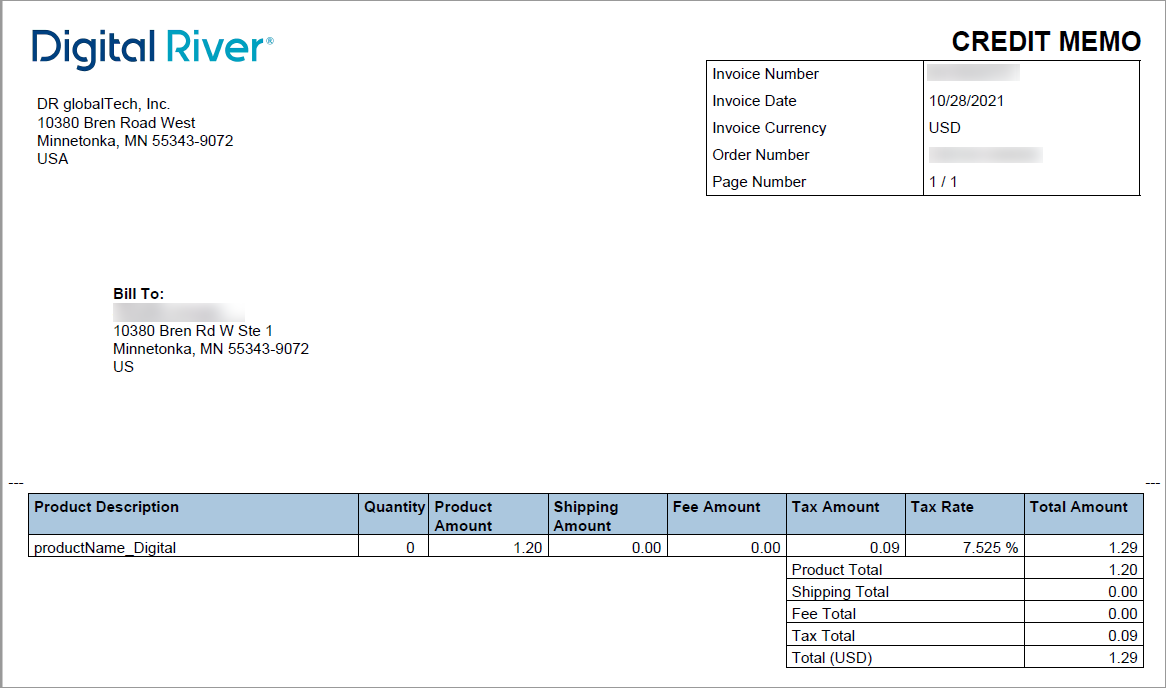 Digital River®
CREDIT MEMO
Invoice Number
Invoice Date 10/28/2021
Invoice Currency USD
Order Number
Page Number 1 / 1
DR globalTech, Inc.
10380 Bren Road West
Minnetonka, MN 55343-9072
USA
Bill To:
10380 Bren Rd W Ste 1
Minnetonka, MN 55343-9072
US
--- ---
Product Description Quantity Product Amount Shipping Amount Fee Amount Tax Amount Tax Rate Total Amount
productName_Digital 0 1.20 0.00 0.00 0.09 7.525 % 1.29
Product Total 1.20
Shipping Total 0.00
Fee Total 0.00
Tax Total 0.09
Total (USD) 1.29